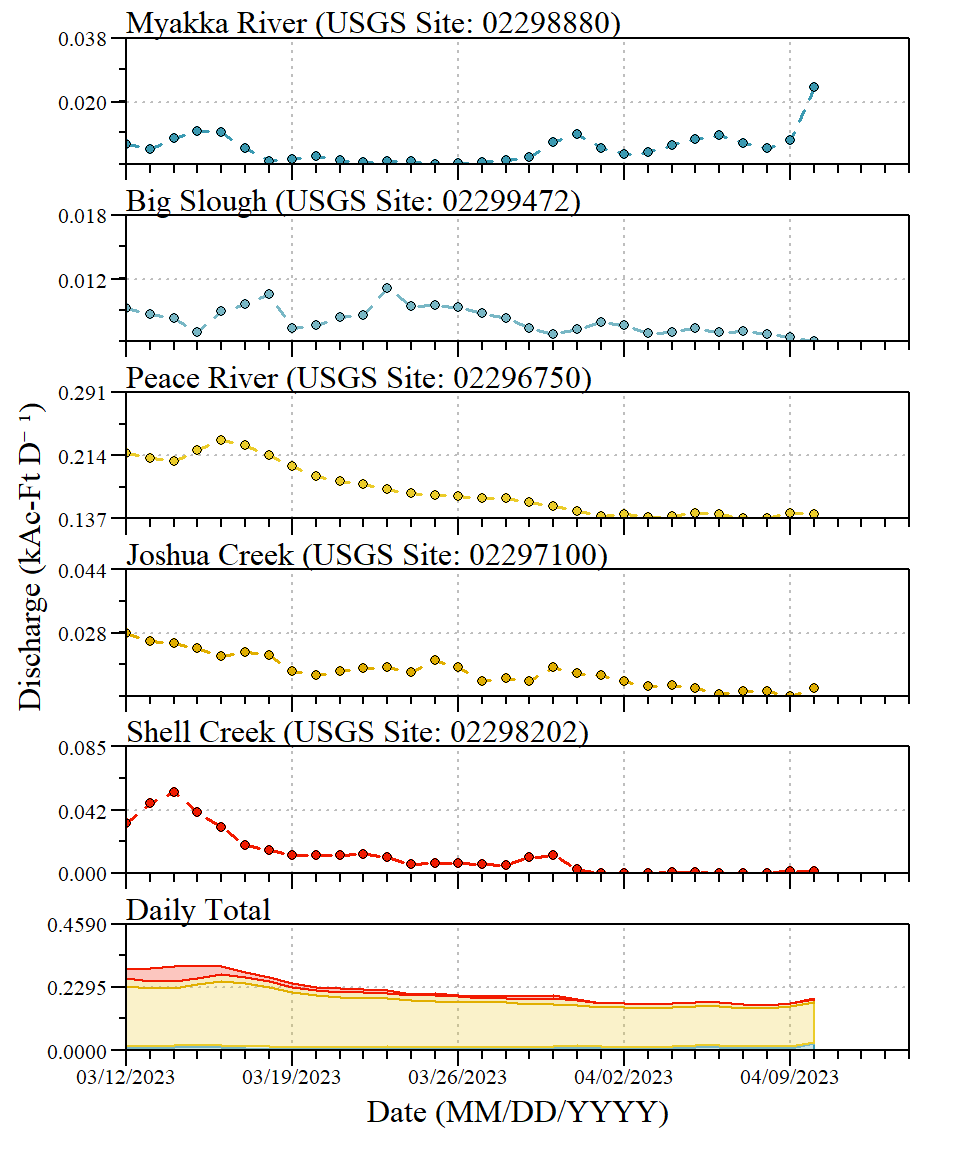 Myakka River (USGS Site: 02298880)
0.038
0.020
Big Slough (USGS Site: 02299472)
0.018
0.012
Peace River (USGS Site: 02296750)
0.291
0.214
0.137
Joshua Creek (USGS Site: 02297100)
0.044
0.028
Shell Creek (USGS Site: 02298202)
0.085
0.042
0.000
Daily Total
0.4590
0.2295
0.0000
03/12/2023 03/19/2023 03/26/2023 04/02/2023 04/09/2023
Date (MM/DD/YYYY)
Discharge (kAc-Ft D⁻¹)